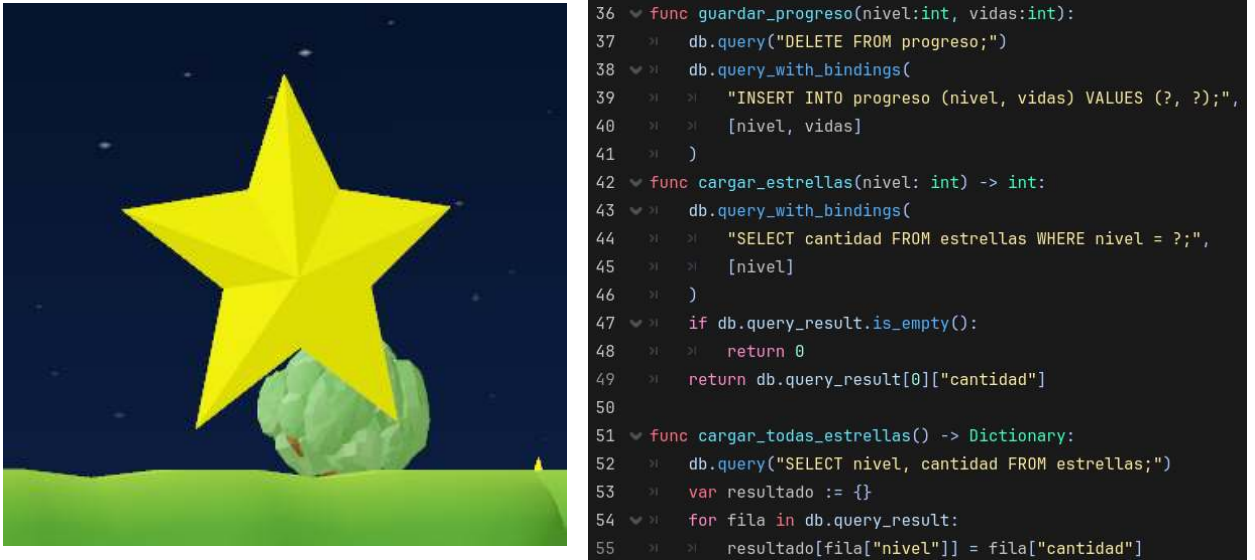 36 func guardar_progreso(nivel:int, vidas:int):
37 db.query("DELETE FROM progreso;")
38 db.query_with_bindings(
39 "INSERT INTO progreso (nivel, vidas) VALUES (?, ?);",
40 [nivel, vidas]
41 )
42 func cargar_estrellas(nivel: int) -> int:
43 db.query_with_bindings(
44 "SELECT cantidad FROM estrellas WHERE nivel = ?;",
45 [nivel]
46 )
47 if db.query_result.is_empty():
48 return 0
49 return db.query_result[0]["cantidad"]
50
51 func cargar_todas_estrellas() -> Dictionary:
52 db.query("SELECT nivel, cantidad FROM estrellas;")
53 var resultado := {}
54 for fila in db.query_result:
55 resultado[fila["nivel"]] = fila["cantidad"]